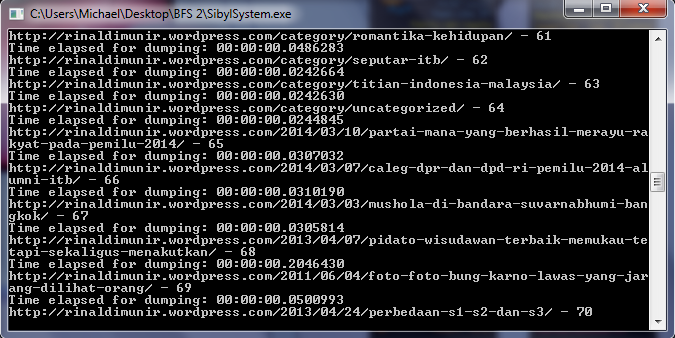 C:\Users\Michael\Desktop\BFS 2\SibylSystem.exe
http://rinaldimunir.wordpress.com/category/romantika-kehidupan/ - 61
Time elapsed for dumping: 00:00:00.0486283
http://rinaldimunir.wordpress.com/category/seputar-itb/ - 62
Time elapsed for dumping: 00:00:00.0242664
http://rinaldimunir.wordpress.com/category/titian-indonesia-malaysia/ - 63
Time elapsed for dumping: 00:00:00.0242630
http://rinaldimunir.wordpress.com/category/uncategorized/ - 64
Time elapsed for dumping: 00:00:00.0244845
http://rinaldimunir.wordpress.com/2014/03/10/partai-mana-yang-berhasil-merayu-ra
kyat-pada-pemilu-2014/ - 65
Time elapsed for dumping: 00:00:00.0307032
http://rinaldimunir.wordpress.com/2014/03/07/caleg-dpr-dan-dpd-ri-pemilu-2014-al
umni-itb/ - 66
Time elapsed for dumping: 00:00:00.0310190
http://rinaldimunir.wordpress.com/2014/03/03/mushola-di-bandara-suvarnabhumi-ban
gkok/ - 67
Time elapsed for dumping: 00:00:00.0305814
http://rinaldimunir.wordpress.com/2013/04/07/pidato-wisudawan-terbaik-memukau-te
tapi-sekaligus-menakutkan/ - 68
Time elapsed for dumping: 00:00:00.2046430
http://rinaldimunir.wordpress.com/2011/06/04/foto-foto-bung-karno-lawas-yang-jar
ang-dilihat-orang/ - 69
Time elapsed for dumping: 00:00:00.0500993
http://rinaldimunir.wordpress.com/2013/04/24/perbedaan-s1-s2-dan-s3/ - 70